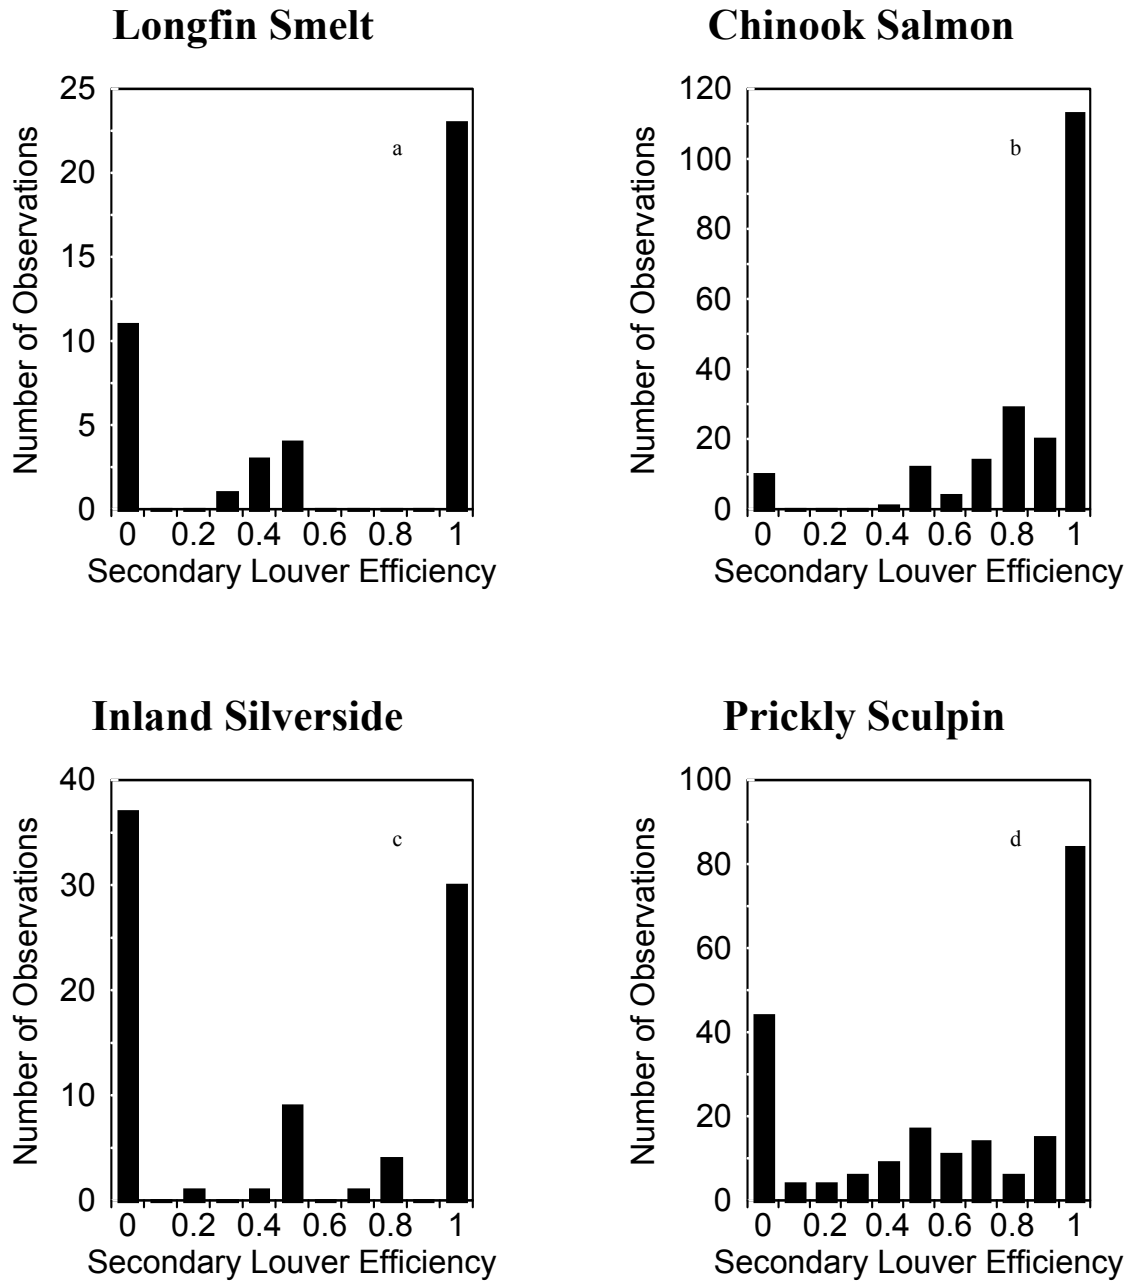 Longfin Smelt
25
20
15
10
5
0
Number of Observations
a
0 0.2 0.4 0.6 0.8 1
Secondary Louver Efficiency
Chinook Salmon
120
100
80
60
40
20
0
Number of Observations
b
0 0.2 0.4 0.6 0.8 1
Secondary Louver Efficiency
Inland Silverside
40
30
20
10
0
Number of Observations
c
0 0.2 0.4 0.6 0.8 1
Secondary Louver Efficiency
Prickly Sculpin
100
80
60
40
20
0
Number of Observations
d
0 0.2 0.4 0.6 0.8 1
Secondary Louver Efficiency